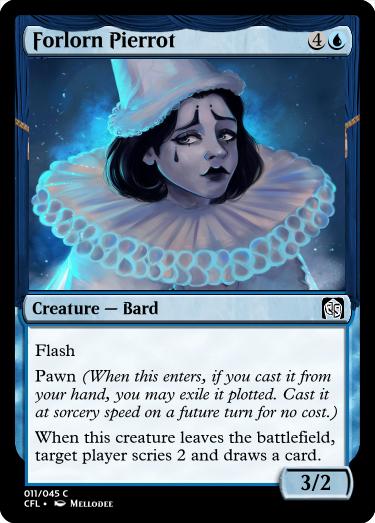 Forlorn Pierrot 4
Creature — Bard
Flash
Pawn (When this enters, if you cast it from
your hand, you may exile it plotted. Cast it
at sorcery speed on a future turn for no cost.)
When this creature leaves the battlefield,
target player scries 2 and draws a card.
3/2
011/045 C
CFL • Mellodee